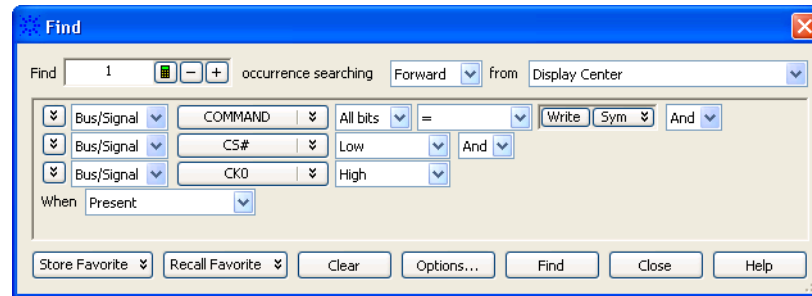 Find
Find 1 occurrence searching Forward from Display Center
Bus/Signal COMMAND All bits = Write Sym And
Bus/Signal CS# Low And
Bus/Signal CK0 High
When Present
Store Favorite Recall Favorite Clear Options... Find Close Help